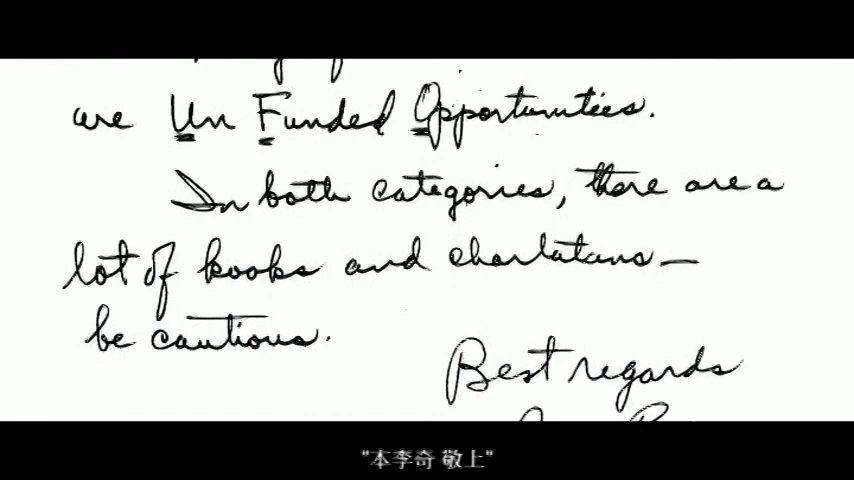 are Un Funded Opportunities.
In both categories, there are a
lot of kooks and charlatans—
be cautious.
Best regards
"本李奇 敬上"